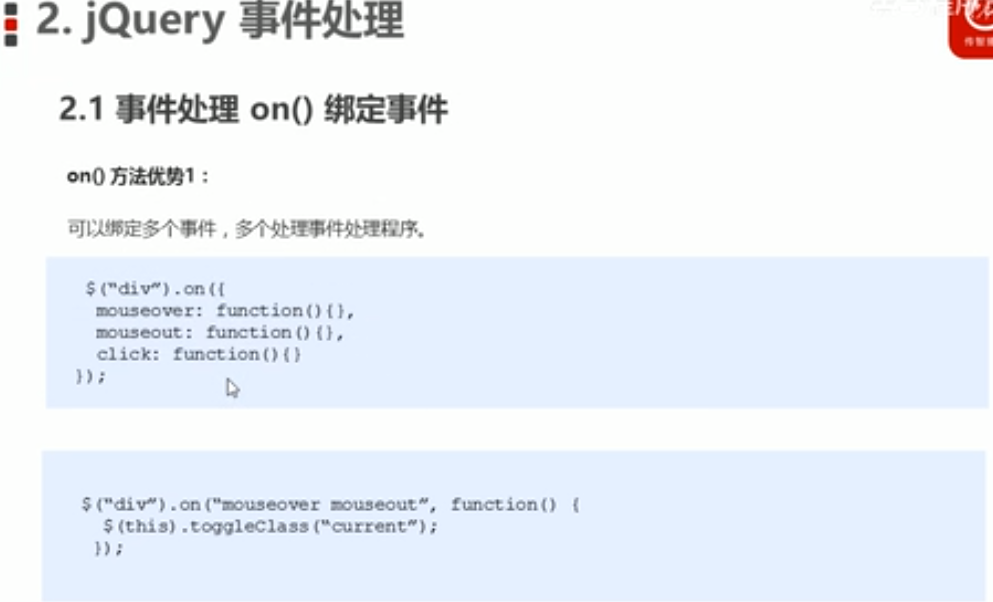 2. jQuery 事件处理
2.1 事件处理 on() 绑定事件
on() 方法优势1：
可以绑定多个事件，多个处理事件处理程序。
$(“div”).on({
mouseover: function(){},
mouseout: function(){},
click: function(){}
});
$(“div”).on(“mouseover mouseout”, function() {
$(this).toggleClass(“current”);
});